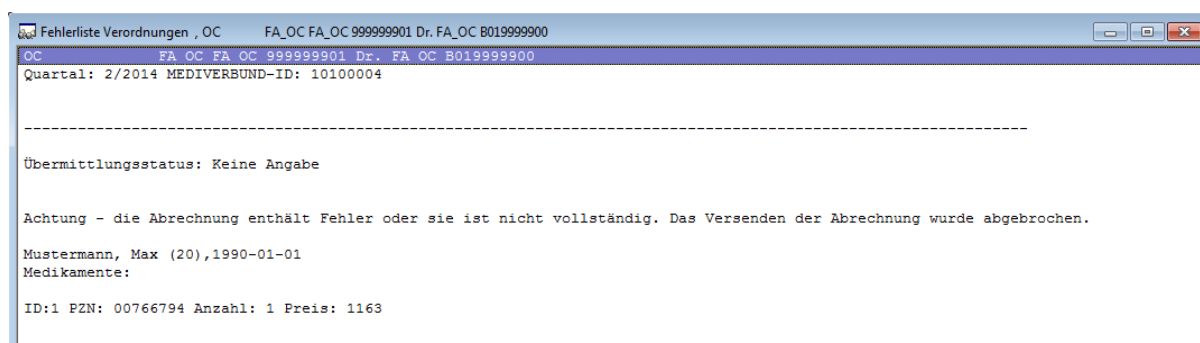 Fehlerliste Verordnungen , OC FA_OC FA_OC 999999901 Dr. FA_OC B019999900
OC FA OC FA OC 999999901 Dr. FA OC B019999900
Quartal: 2/2014 MEDIVERBUND-ID: 10100004
---------------------------------------------------------------------------------------------------------------
Übermittlungsstatus: Keine Angabe
Achtung - die Abrechnung enthält Fehler oder sie ist nicht vollständig. Das Versenden der Abrechnung wurde abgebrochen.
Mustermann, Max (20),1990-01-01
Medikamente:
ID:1 PZN: 00766794 Anzahl: 1 Preis: 1163